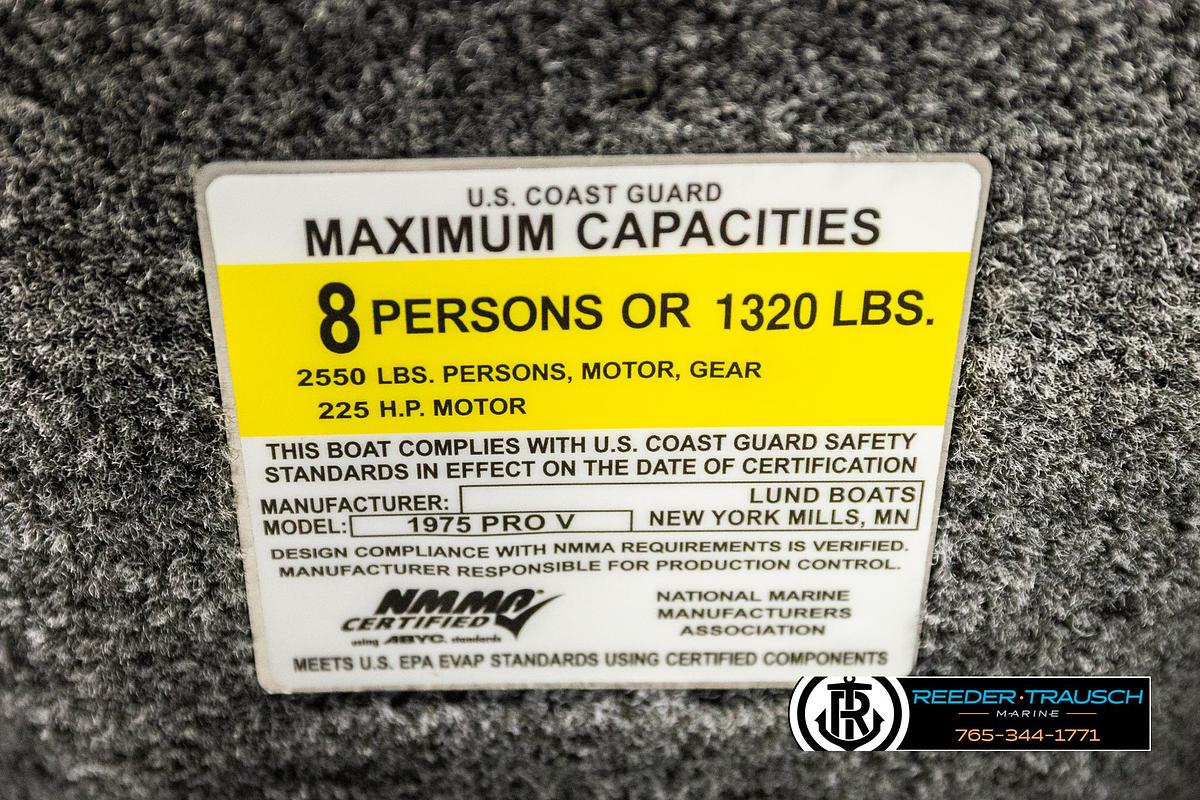 U.S. COAST GUARD
MAXIMUM CAPACITIES
8 PERSONS OR 1320 LBS.
2550 LBS. PERSONS, MOTOR, GEAR
225 H.P. MOTOR
THIS BOAT COMPLIES WITH U.S. COAST GUARD SAFETY
STANDARDS IN EFFECT ON THE DATE OF CERTIFICATION
MANUFACTURER: LUND BOATS
MODEL: 1975 PRO V NEW YORK MILLS, MN
DESIGN COMPLIANCE WITH NMMA REQUIREMENTS IS VERIFIED.
MANUFACTURER RESPONSIBLE FOR PRODUCTION CONTROL.
NMMA®
CERTIFIED
using ABYC. standards
NATIONAL MARINE
MANUFACTURERS
ASSOCIATION
MEETS U.S. EPA EVAP STANDARDS USING CERTIFIED COMPONENTS
TR
REEDER·TRAUSCH
MARINE
765-344-1771